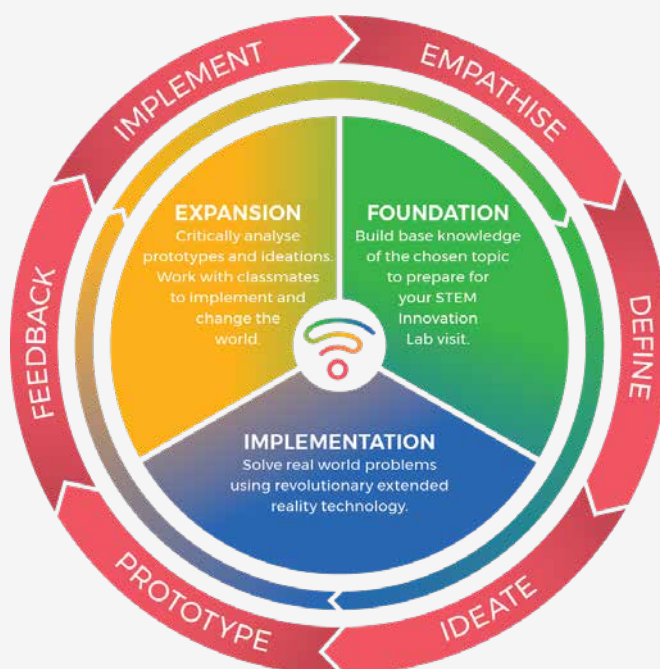 IMPLEMENT
EMPATHISE
DEFINE
IDEATE
PROTOTYPE
FEEDBACK
EXPANSION
Critically analyse
prototypes and ideations.
Work with classmates
to implement and
change the
world.
FOUNDATION
Build base knowledge
of the chosen topic
to prepare for
your STEM
Innovation
Lab visit.
IMPLEMENTATION
Solve real world problems
using revolutionary extended
reality technology.